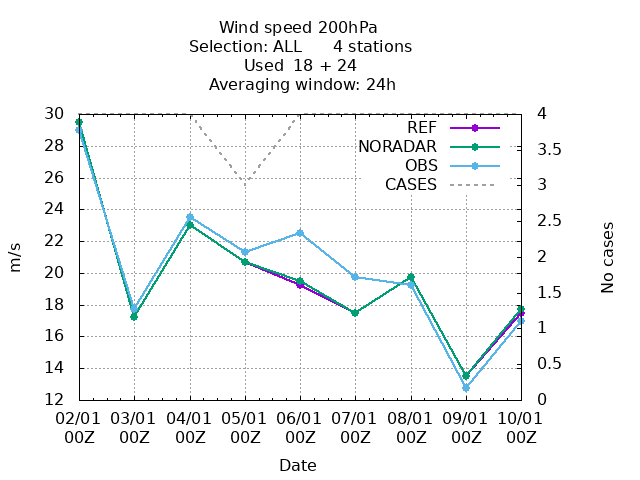 Wind speed 200hPa
Selection: ALL 4 stations
Used 18 + 24
Averaging window: 24h
30 4
REF
NORADAR
OBS
CASES
28 3.5
26 3
24 2.5
22 2
20 1.5
18 1
16 0.5
14 0
12
m/s
No cases
02/01 03/01 04/01 05/01 06/01 07/01 08/01 09/01 10/01
00Z 00Z 00Z 00Z 00Z 00Z 00Z 00Z 00Z
Date